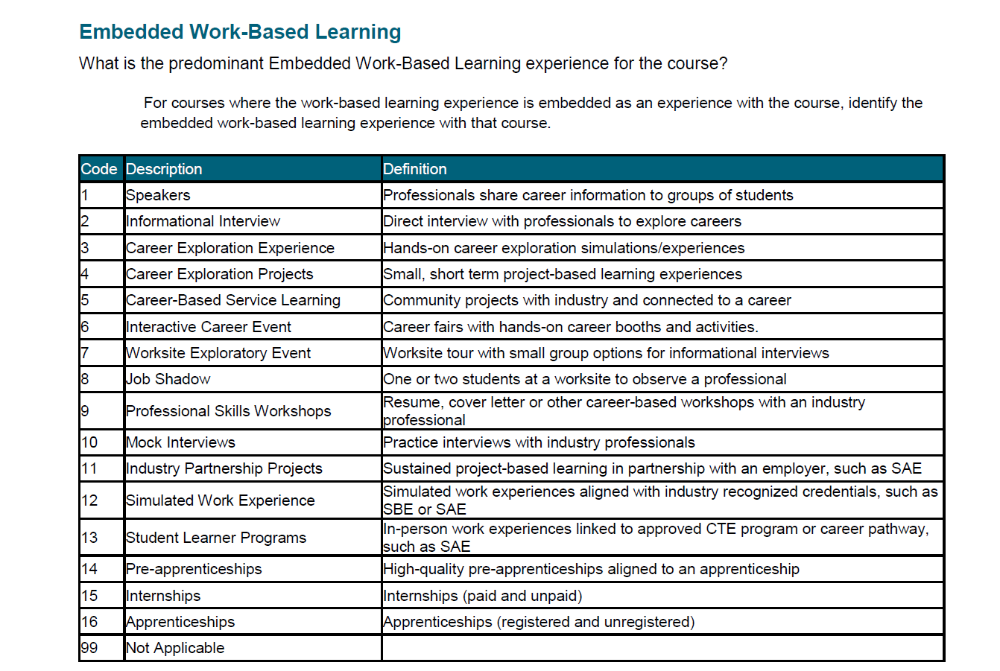 Embedded Work-Based Learning
What is the predominant Embedded Work-Based Learning experience for the course?
For courses where the work-based learning experience is embedded as an experience with the course, identify the
embedded work-based learning experience with that course.
Code Description Definition
1 Speakers Professionals share career information to groups of students
2 Informational Interview Direct interview with professionals to explore careers
3 Career Exploration Experience Hands-on career exploration simulations/experiences
4 Career Exploration Projects Small, short term project-based learning experiences
5 Career-Based Service Learning Community projects with industry and connected to a career
6 Interactive Career Event Career fairs with hands-on career booths and activities.
7 Worksite Exploratory Event Worksite tour with small group options for informational interviews
8 Job Shadow One or two students at a worksite to observe a professional
9 Professional Skills Workshops Resume, cover letter or other career-based workshops with an industry
professional
10 Mock Interviews Practice interviews with industry professionals
11 Industry Partnership Projects Sustained project-based learning in partnership with an employer, such as SAE
12 Simulated Work Experience Simulated work experiences aligned with industry recognized credentials, such as
SBE or SAE
13 Student Learner Programs In-person work experiences linked to approved CTE program or career pathway,
such as SAE
14 Pre-apprenticeships High-quality pre-apprenticeships aligned to an apprenticeship
15 Internships Internships (paid and unpaid)
16 Apprenticeships Apprenticeships (registered and unregistered)
99 Not Applicable